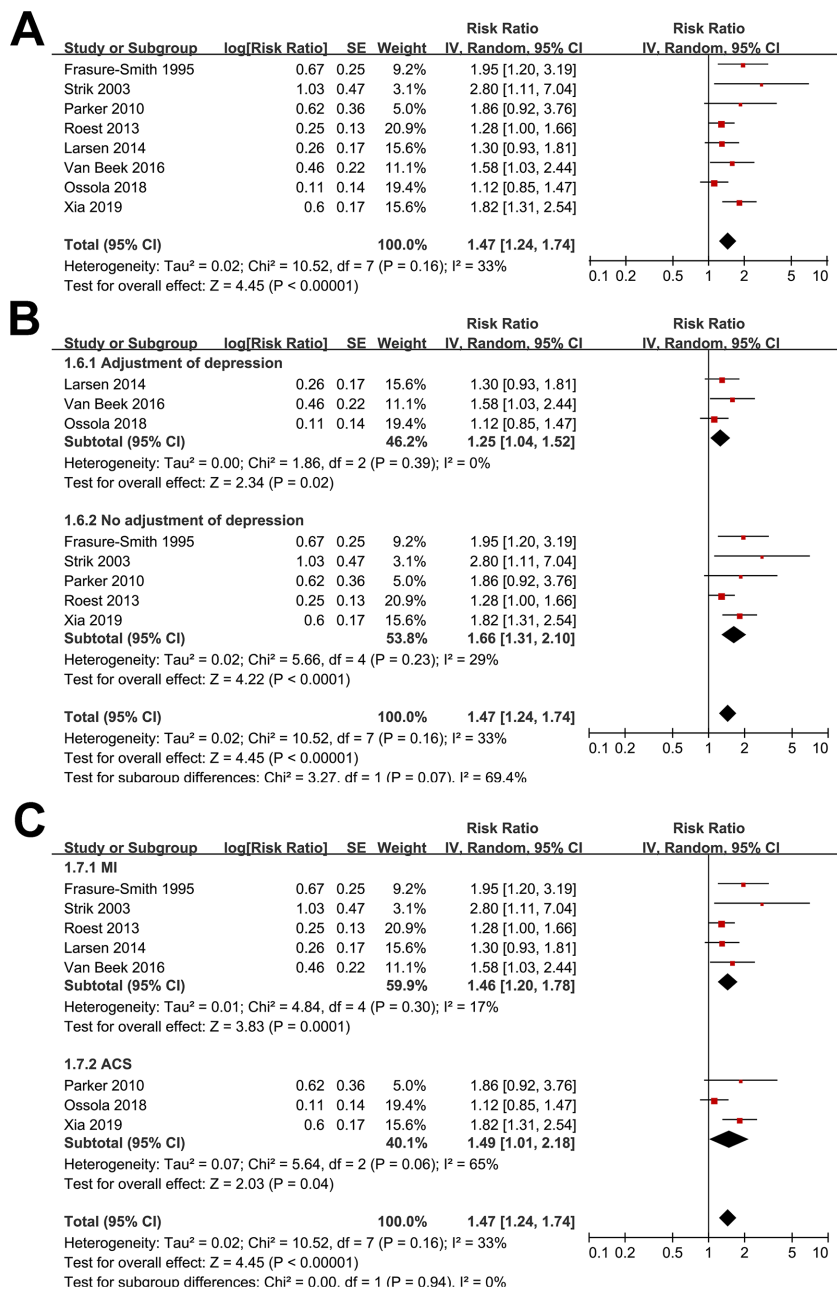 A
Risk Ratio Risk Ratio
Study or Subgroup log[Risk Ratio] SE Weight IV, Random, 95% CI IV, Random, 95% CI
Frasure-Smith 1995 0.67 0.25 9.2% 1.95 [1.20, 3.19]
Strik 2003 1.03 0.47 3.1% 2.80 [1.11, 7.04]
Parker 2010 0.62 0.36 5.0% 1.86 [0.92, 3.76]
Roest 2013 0.25 0.13 20.9% 1.28 [1.00, 1.66]
Larsen 2014 0.26 0.17 15.6% 1.30 [0.93, 1.81]
Van Beek 2016 0.46 0.22 11.1% 1.58 [1.03, 2.44]
Ossola 2018 0.11 0.14 19.4% 1.12 [0.85, 1.47]
Xia 2019 0.6 0.17 15.6% 1.82 [1.31, 2.54]
Total (95% CI) 100.0% 1.47 [1.24, 1.74]
Heterogeneity: Tau² = 0.02; Chi² = 10.52, df = 7 (P = 0.16); I² = 33%
Test for overall effect: Z = 4.45 (P < 0.00001)
0.1 0.2 0.5 1 2 5 10
B
Risk Ratio Risk Ratio
Study or Subgroup log[Risk Ratio] SE Weight IV, Random, 95% CI IV, Random, 95% CI
1.6.1 Adjustment of depression
Larsen 2014 0.26 0.17 15.6% 1.30 [0.93, 1.81]
Van Beek 2016 0.46 0.22 11.1% 1.58 [1.03, 2.44]
Ossola 2018 0.11 0.14 19.4% 1.12 [0.85, 1.47]
Subtotal (95% CI) 46.2% 1.25 [1.04, 1.52]
Heterogeneity: Tau² = 0.00; Chi² = 1.86, df = 2 (P = 0.39); I² = 0%
Test for overall effect: Z = 2.34 (P = 0.02)
1.6.2 No adjustment of depression
Frasure-Smith 1995 0.67 0.25 9.2% 1.95 [1.20, 3.19]
Strik 2003 1.03 0.47 3.1% 2.80 [1.11, 7.04]
Parker 2010 0.62 0.36 5.0% 1.86 [0.92, 3.76]
Roest 2013 0.25 0.13 20.9% 1.28 [1.00, 1.66]
Xia 2019 0.6 0.17 15.6% 1.82 [1.31, 2.54]
Subtotal (95% CI) 53.8% 1.66 [1.31, 2.10]
Heterogeneity: Tau² = 0.02; Chi² = 5.66, df = 4 (P = 0.23); I² = 29%
Test for overall effect: Z = 4.22 (P < 0.0001)
Total (95% CI) 100.0% 1.47 [1.24, 1.74]
Heterogeneity: Tau² = 0.02; Chi² = 10.52, df = 7 (P = 0.16); I² = 33%
Test for overall effect: Z = 4.45 (P < 0.00001)
Test for subgroup differences: Chi² = 3.27, df = 1 (P = 0.07), I² = 69.4%
0.1 0.2 0.5 1 2 5 10
C
Risk Ratio Risk Ratio
Study or Subgroup log[Risk Ratio] SE Weight IV, Random, 95% CI IV, Random, 95% CI
1.7.1 MI
Frasure-Smith 1995 0.67 0.25 9.2% 1.95 [1.20, 3.19]
Strik 2003 1.03 0.47 3.1% 2.80 [1.11, 7.04]
Roest 2013 0.25 0.13 20.9% 1.28 [1.00, 1.66]
Larsen 2014 0.26 0.17 15.6% 1.30 [0.93, 1.81]
Van Beek 2016 0.46 0.22 11.1% 1.58 [1.03, 2.44]
Subtotal (95% CI) 59.9% 1.46 [1.20, 1.78]
Heterogeneity: Tau² = 0.01; Chi² = 4.84, df = 4 (P = 0.30); I² = 17%
Test for overall effect: Z = 3.83 (P = 0.0001)
1.7.2 ACS
Parker 2010 0.62 0.36 5.0% 1.86 [0.92, 3.76]
Ossola 2018 0.11 0.14 19.4% 1.12 [0.85, 1.47]
Xia 2019 0.6 0.17 15.6% 1.82 [1.31, 2.54]
Subtotal (95% CI) 40.1% 1.49 [1.01, 2.18]
Heterogeneity: Tau² = 0.07; Chi² = 5.64, df = 2 (P = 0.06); I² = 65%
Test for overall effect: Z = 2.03 (P = 0.04)
Total (95% CI) 100.0% 1.47 [1.24, 1.74]
Heterogeneity: Tau² = 0.02; Chi² = 10.52, df = 7 (P = 0.16); I² = 33%
Test for overall effect: Z = 4.45 (P < 0.00001)
Test for subgroup differences: Chi² = 0.00, df = 1 (P = 0.94), I² = 0%
0.1 0.2 0.5 1 2 5 10